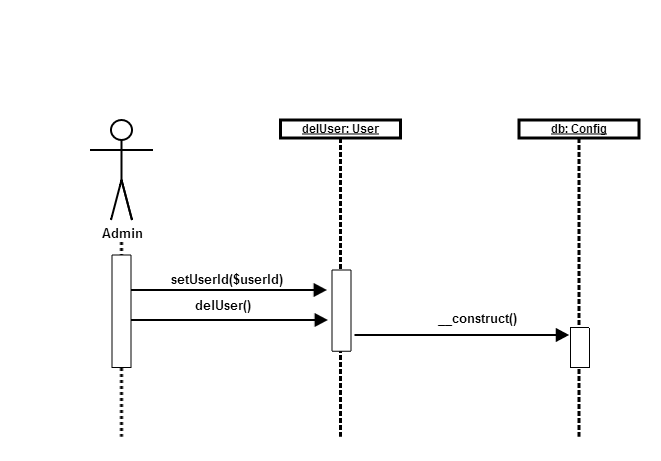 delUser: User
db: Config
Admin
setUserId($userId)
delUser()
__construct()